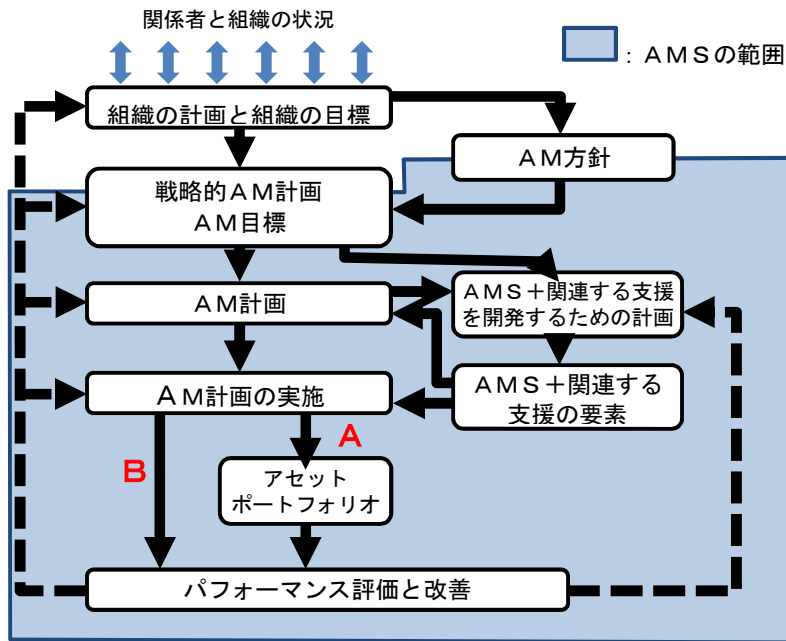 関係者と組織の状況
：ＡＭＳの範囲
組織の計画と組織の目標
ＡＭ方針
戦略的ＡＭ計画
ＡＭ目標
ＡＭ計画
ＡＭＳ＋関連する支援
を開発するための計画
ＡＭ計画の実施
ＡＭＳ＋関連する
支援の要素
Ａ
Ｂ
アセット
ポートフォリオ
パフォーマンス評価と改善